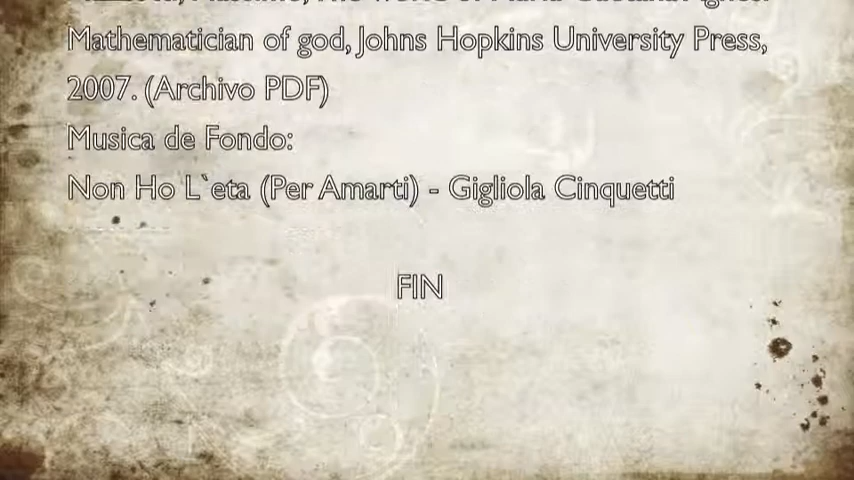 Mathematician of god, Johns Hopkins University Press,
2007. (Archivo PDF)
Musica de Fondo:
Non Ho L`eta (Per Amarti) - Gigliola Cinquetti
FIN